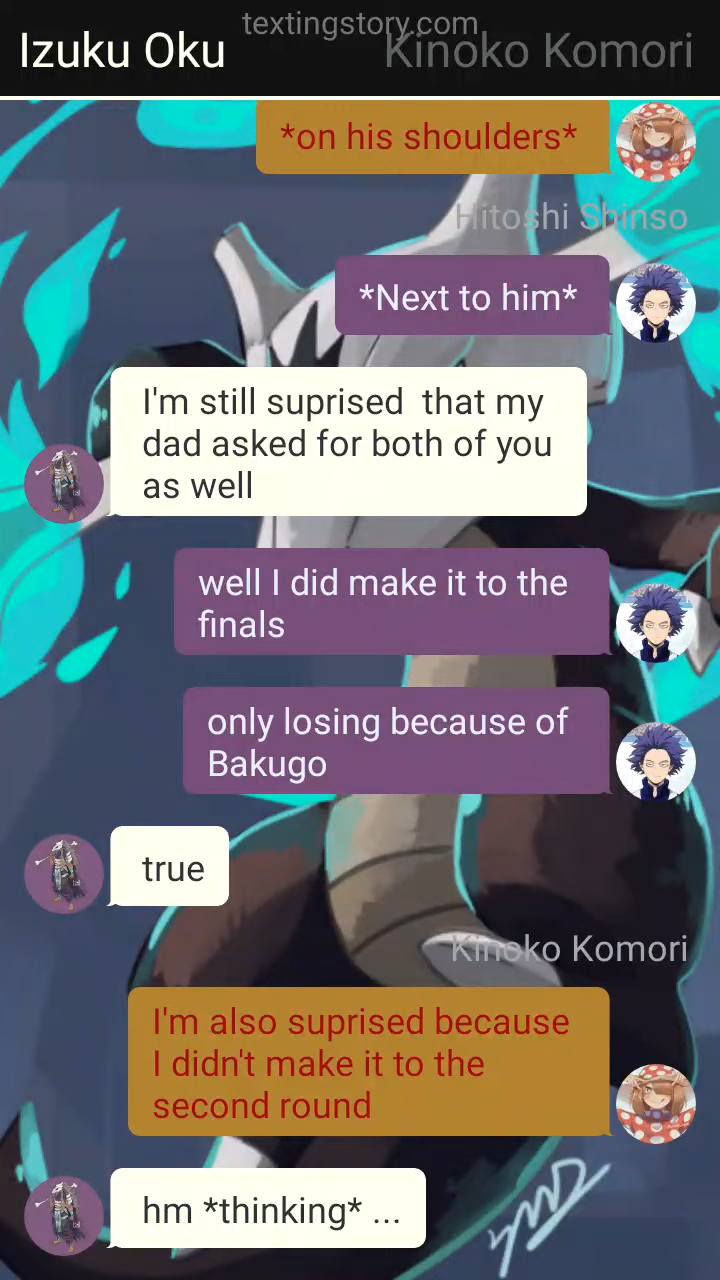 textingstory.com
Izuku Oku
Kinoko Komori
*on his shoulders*
Hitoshi Shinso
*Next to him*
I'm still suprised that my
dad asked for both of you
as well
well I did make it to the
finals
only losing because of
Bakugo
true
Kinoko Komori
I'm also suprised because
I didn't make it to the
second round
hm *thinking* ...